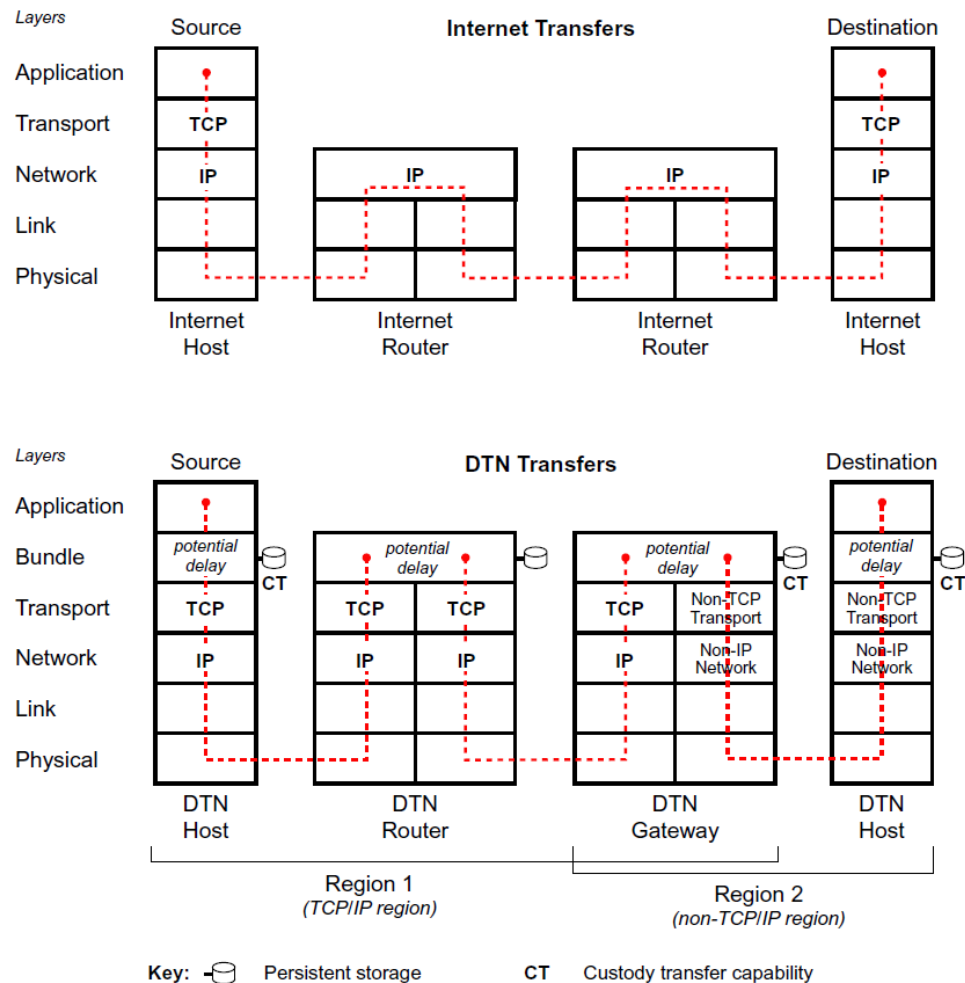 Layers
Source
Internet Transfers
Destination
Application
Transport
TCP
TCP
Network
IP
IP
IP
IP
Link
Physical
Internet
Host
Internet
Router
Internet
Router
Internet
Host
Layers
Source
DTN Transfers
Destination
Application
Bundle
potential
delay
CT
potential
delay
potential
delay
CT
potential
delay
CT
Transport
TCP
TCP
TCP
TCP
Non-TCP
Transport
Non-TCP
Transport
Network
IP
IP
IP
IP
Non-IP
Network
Non-IP
Network
Link
Physical
DTN
Host
DTN
Router
DTN
Gateway
DTN
Host
Region 1
(TCP/IP region)
Region 2
(non-TCP/IP region)
Key: Persistent storage
CT Custody transfer capability